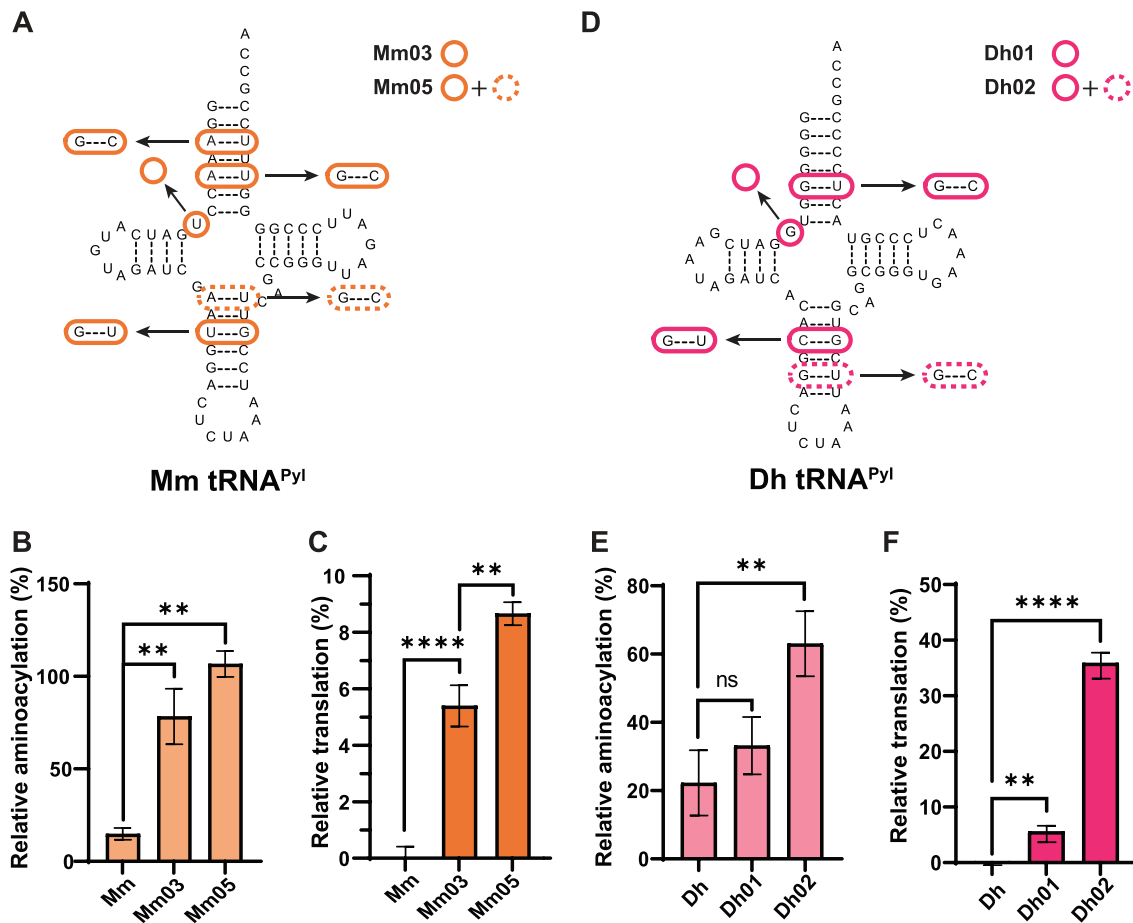 A
Mm03
Mm05 +
A
C
C
G
G---C
G---C
G---C A---U
A---U
A---U G---C
C---G
C---G
U
A C U A G
U
G
U
A G A U C
G G C C C U U
A
G
A
C C G G G U U
G A---U C A G---C
A---U
G---U U---G
G---C
G---C
A---U
C A
U A
C U A A
Mm tRNAPyl
D
Dh01
Dh02 +
A
C
C
G
G---C
G---C
G---C
G---C
G---U G---C
G---C
U---A
G
A G C U A G
A
U
A G A U C
U G C C C U C
A
A
A
G C G G G U G
A C---G C A G
A---U
G---U C---G
G---C
G---U G---C
A U
C A
U A
C U A A
Dh tRNAPyl
B
Relative aminoacylation (%)
150
100
50
0
**
**
Mm
Mm03
Mm05
C
Relative translation (%)
10
8
6
4
2
0
**
****
Mm
Mm03
Mm05
E
Relative aminoacylation (%)
80
60
40
20
0
**
ns
Dh
Dh01
Dh02
F
Relative translation (%)
50
40
30
20
10
0
****
**
Dh
Dh01
Dh02